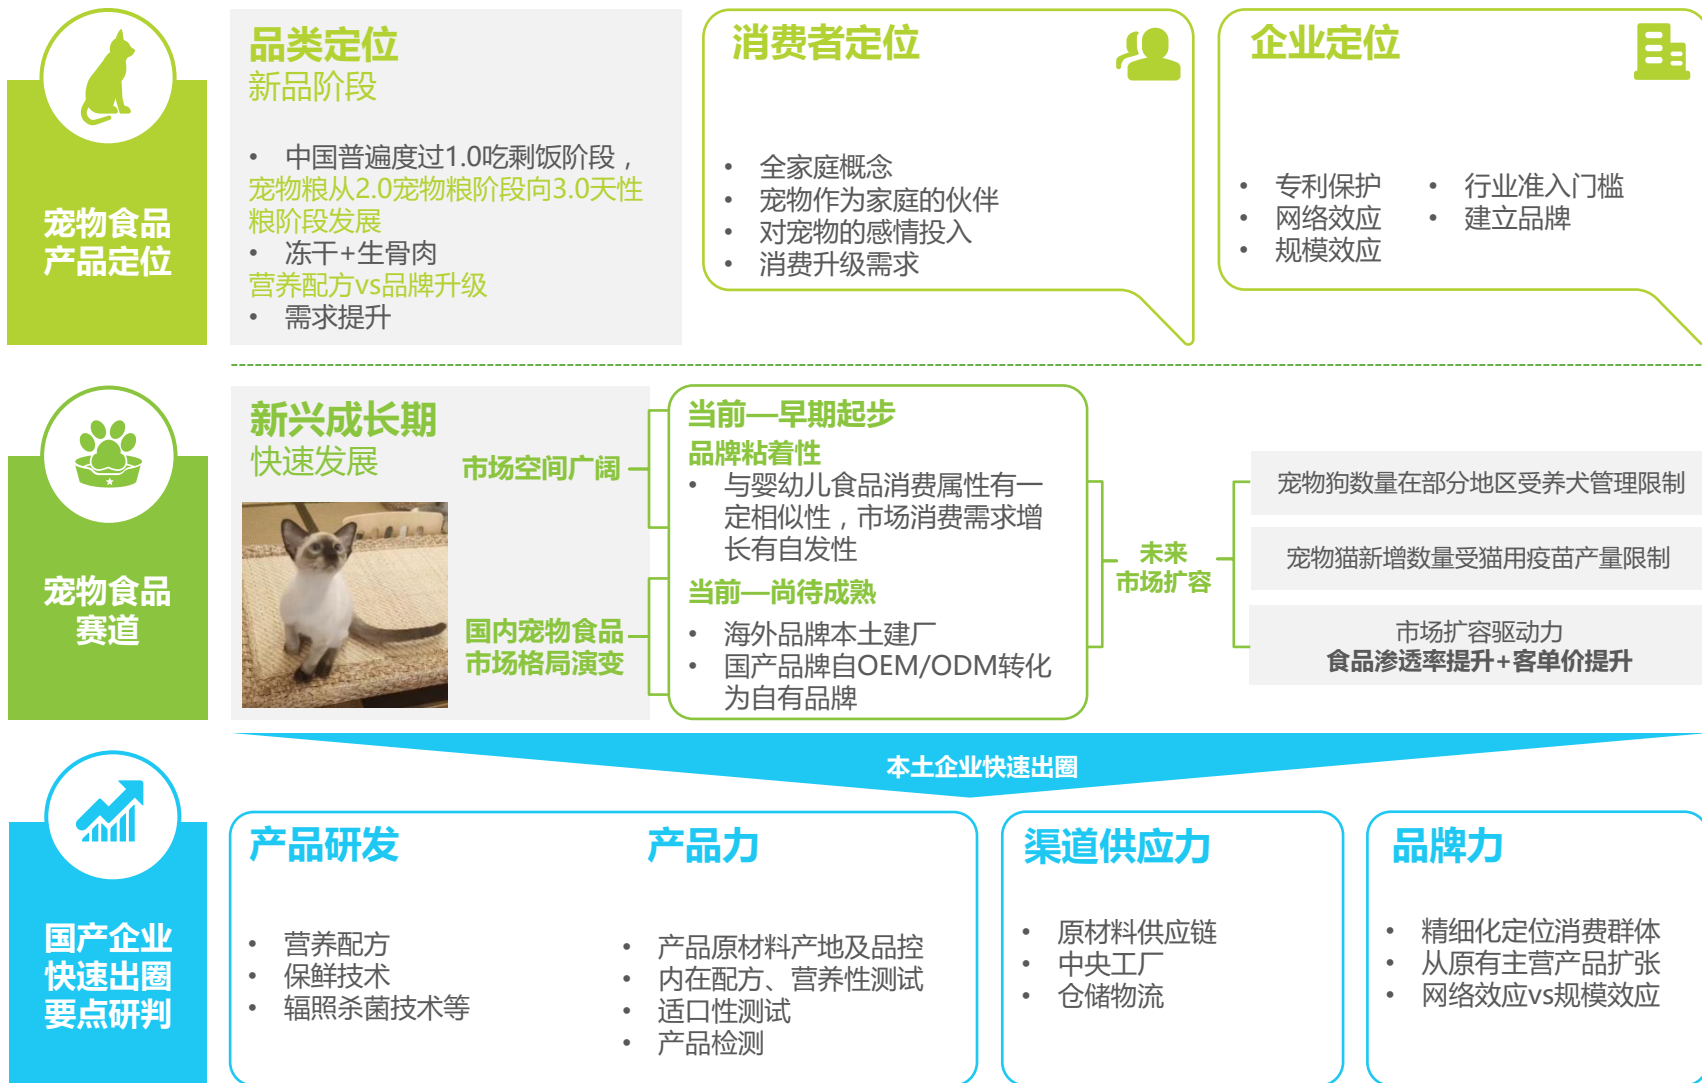 宠物食品
产品定位
品类定位
新品阶段
• 中国普遍度过1.0吃剩饭阶段，
宠物粮从2.0宠物粮阶段向3.0天性
粮阶段发展
• 冻干+生骨肉
营养配方vs品牌升级
• 需求提升
消费者定位
• 全家庭概念
• 宠物作为家庭的伙伴
• 对宠物的感情投入
• 消费升级需求
企业定位
• 专利保护
• 网络效应
• 规模效应
• 行业准入门槛
• 建立品牌
宠物食品
赛道
新兴成长期
快速发展
市场空间广阔
国内宠物食品
市场格局演变
当前—早期起步
品牌粘着性
• 与婴幼儿食品消费属性有一
定相似性，市场消费需求增
长有自发性
当前—尚待成熟
• 海外品牌本土建厂
• 国产品牌自OEM/ODM转化
为自有品牌
未来
市场扩容
宠物狗数量在部分地区受养犬管理限制
宠物猫新增数量受猫用疫苗产量限制
市场扩容驱动力
食品渗透率提升+客单价提升
本土企业快速出圈
国产企业
快速出圈
要点研判
产品研发
• 营养配方
• 保鲜技术
• 辐照杀菌技术等
产品力
• 产品原材料产地及品控
• 内在配方、营养性测试
• 适口性测试
• 产品检测
渠道供应力
• 原材料供应链
• 中央工厂
• 仓储物流
品牌力
• 精细化定位消费群体
• 从原有主营产品扩张
• 网络效应vs规模效应